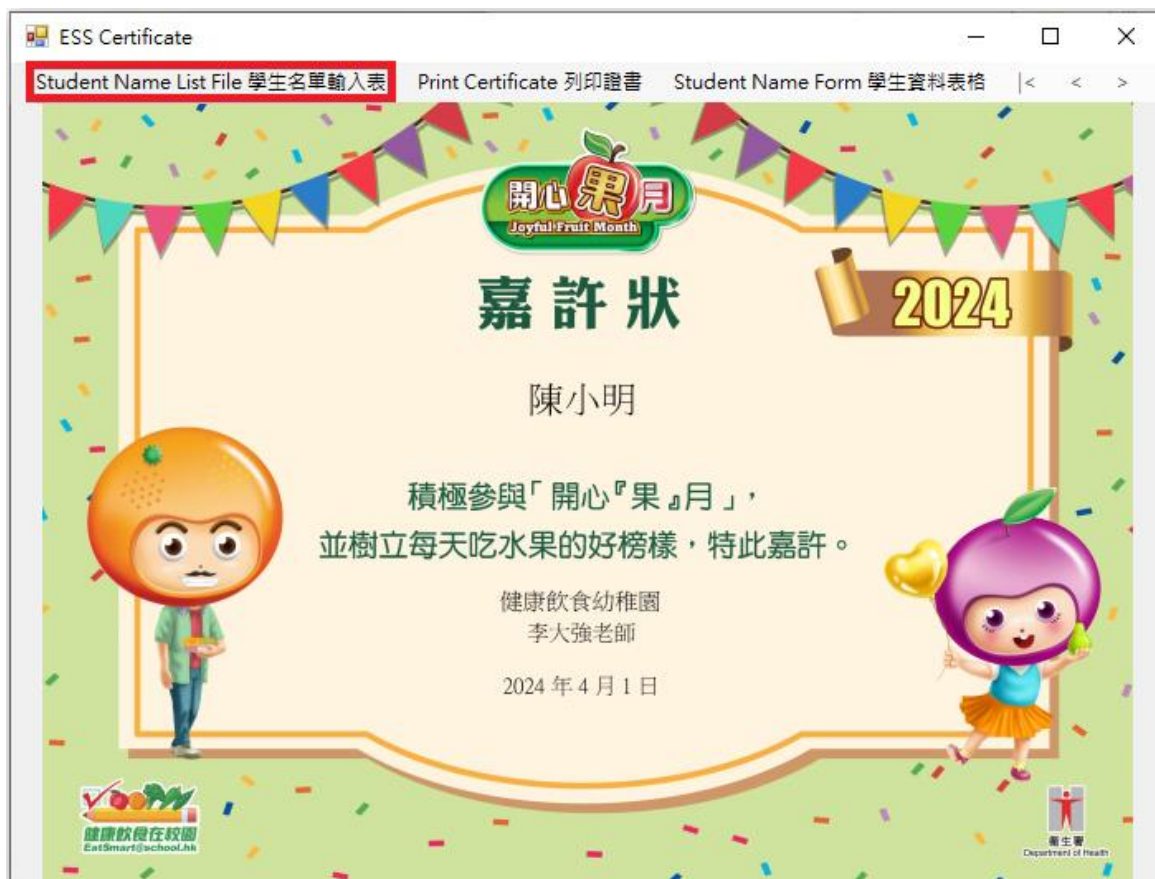 ESS Certificate
Student Name List File 學生名單輸入表 Print Certificate 列印證書 Student Name Form 學生資料表格 |< < >
開心果月
Joyful Fruit Month
嘉許狀
2024
陳小明
積極參與「開心『果』月」，
並樹立每天吃水果的好榜樣，特此嘉許。
健康飲食幼稚園
李大強老師
2024 年 4 月 1 日
健康飲食在校園
EatSmart@school.hk
衞生署
Department of Health